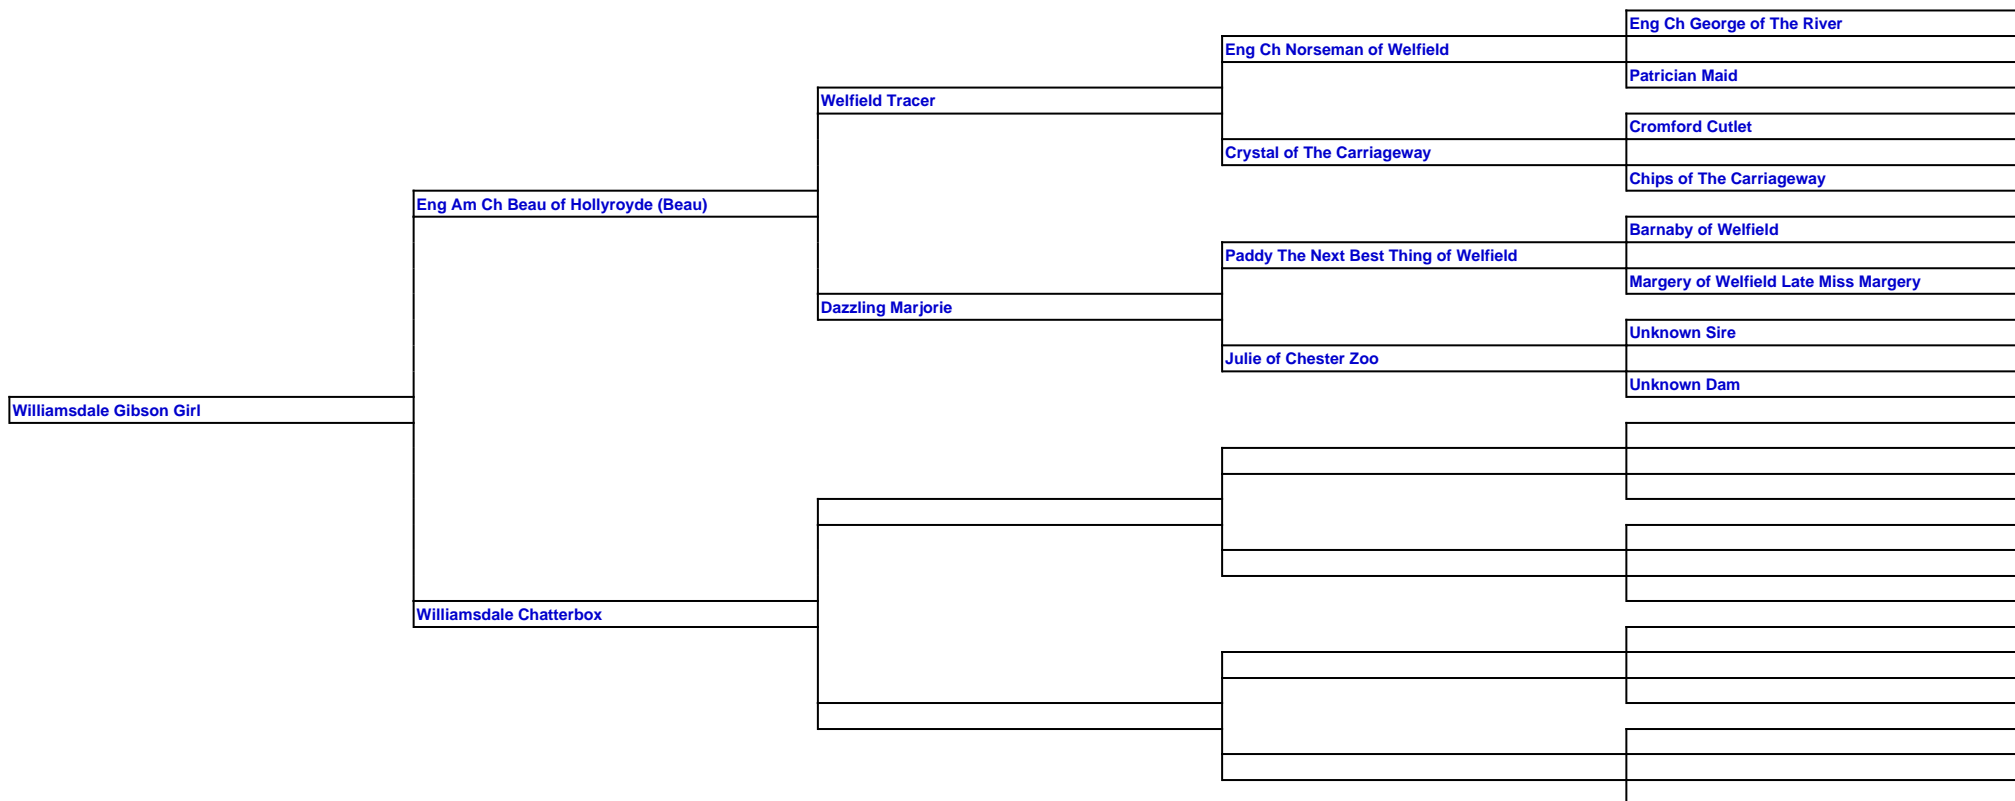 Eng Ch George of The River
Eng Ch Norseman of Welfield
Patrician Maid
Welfield Tracer
Cromford Cutlet
Crystal of The Carriageway
Chips of The Carriageway
Eng Am Ch Beau of Hollyroyde (Beau)
Barnaby of Welfield
Paddy The Next Best Thing of Welfield
Margery of Welfield Late Miss Margery
Dazzling Marjorie
Unknown Sire
Julie of Chester Zoo
Unknown Dam
Williamsdale Gibson Girl
Williamsdale Chatterbox